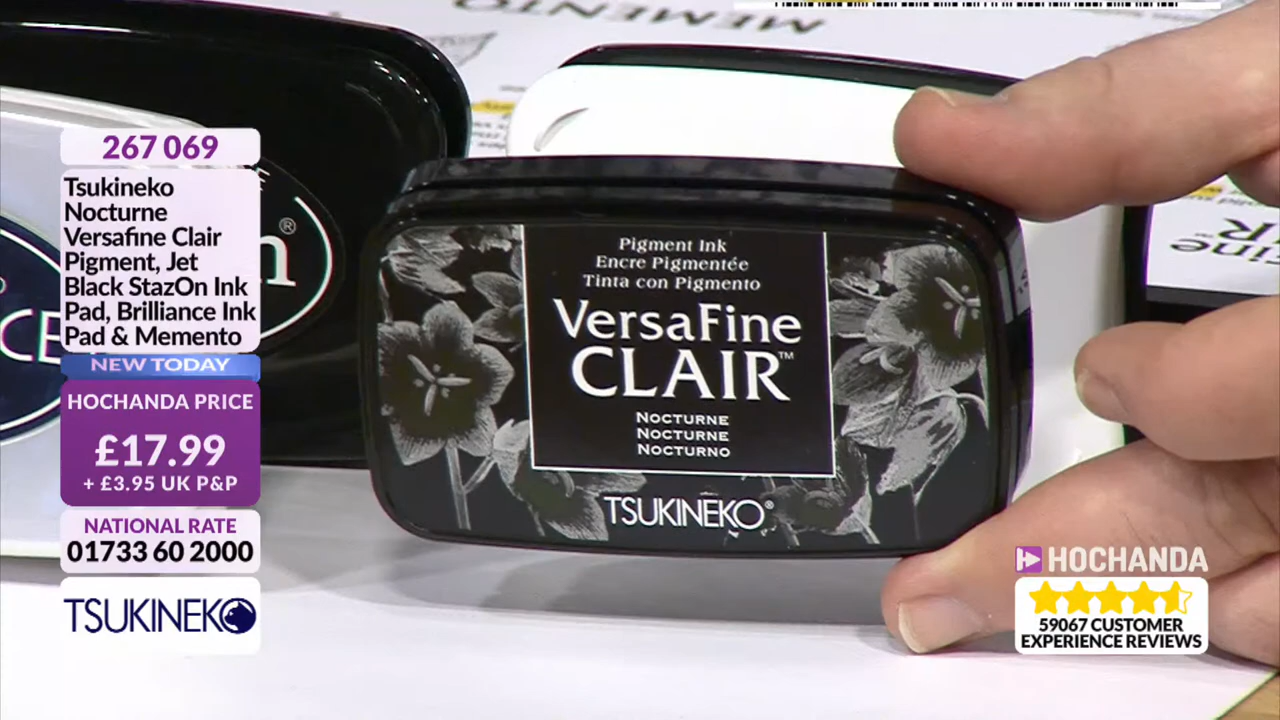 MEMENTO
267 069
Tsukineko
Nocturne
Versafine Clair
Pigment, Jet
Black StazOn Ink
Pad, Brilliance Ink
Pad & Memento
NEW TODAY
HOCHANDA PRICE
£17.99
+ £3.95 UK P&P
NATIONAL RATE
01733 60 2000
TSUKINEKO
Pigment Ink
Encre Pigmentée
Tinta con Pigmento
VersaFine
CLAIR™
NOCTURNE
NOCTURNE
NOCTURNO
TSUKINEKO®
HOCHANDA
59067 CUSTOMER
EXPERIENCE REVIEWS